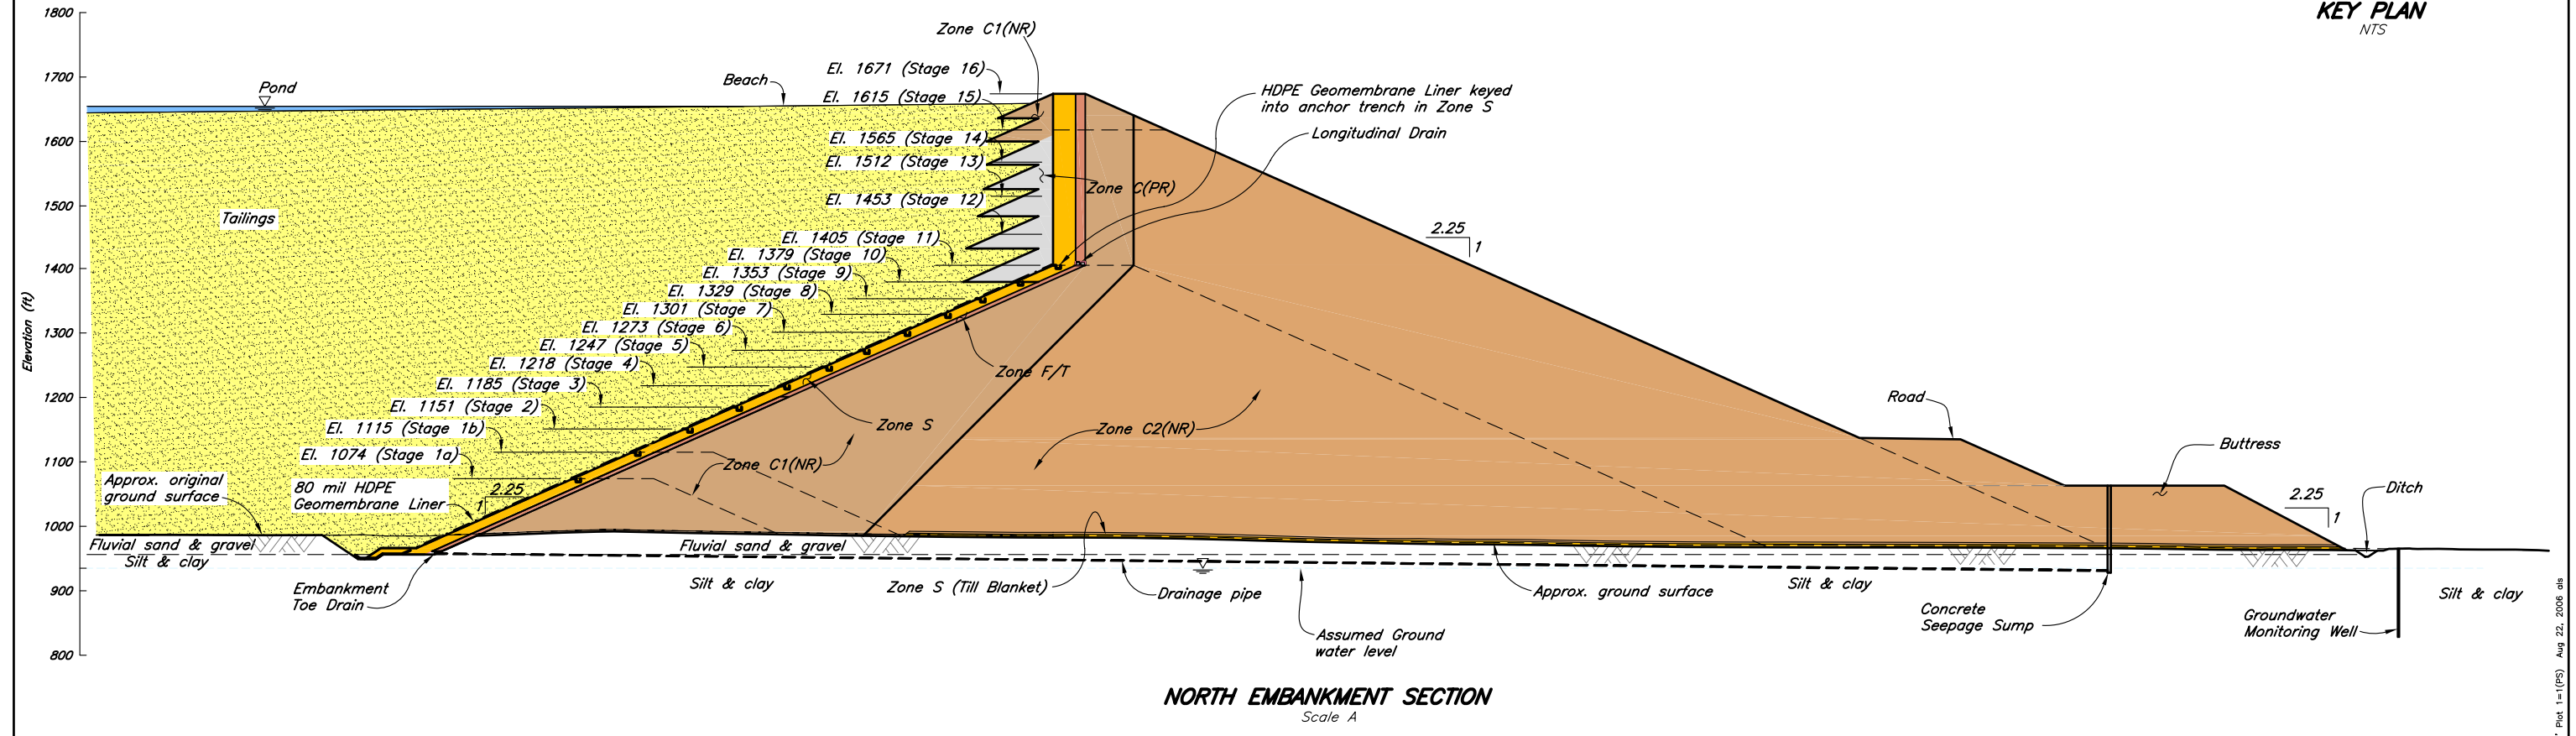 KEY PLAN
NTS
1800
1700
1600
1500
1400
1300
1200
1100
1000
900
800
Elevation (ft)
Pond
Beach
Tailings
Zone C1(NR)
El. 1671 (Stage 16)
El. 1615 (Stage 15)
El. 1565 (Stage 14)
El. 1512 (Stage 13)
El. 1453 (Stage 12)
El. 1405 (Stage 11)
El. 1379 (Stage 10)
El. 1353 (Stage 9)
El. 1329 (Stage 8)
El. 1301 (Stage 7)
El. 1273 (Stage 6)
El. 1247 (Stage 5)
El. 1218 (Stage 4)
El. 1185 (Stage 3)
El. 1151 (Stage 2)
El. 1115 (Stage 1b)
El. 1074 (Stage 1a)
HDPE Geomembrane Liner keyed
into anchor trench in Zone S
Longitudinal Drain
Zone C(PR)
2.25
1
Zone F/T
Zone S
Zone C1(NR)
Zone C2(NR)
Road
Buttress
2.25
1
Ditch
Approx. original
ground surface
80 mil HDPE
Geomembrane Liner
2.25
1
Fluvial sand & gravel
Silt & clay
Fluvial sand & gravel
Silt & clay
Embankment
Toe Drain
Zone S (Till Blanket)
Drainage pipe
Assumed Ground
water level
Approx. ground surface
Silt & clay
Concrete
Seepage Sump
Groundwater
Monitoring Well
Silt & clay
NORTH EMBANKMENT SECTION
Scale A
Plot 1=1(PS) Aug 22, 2006 als